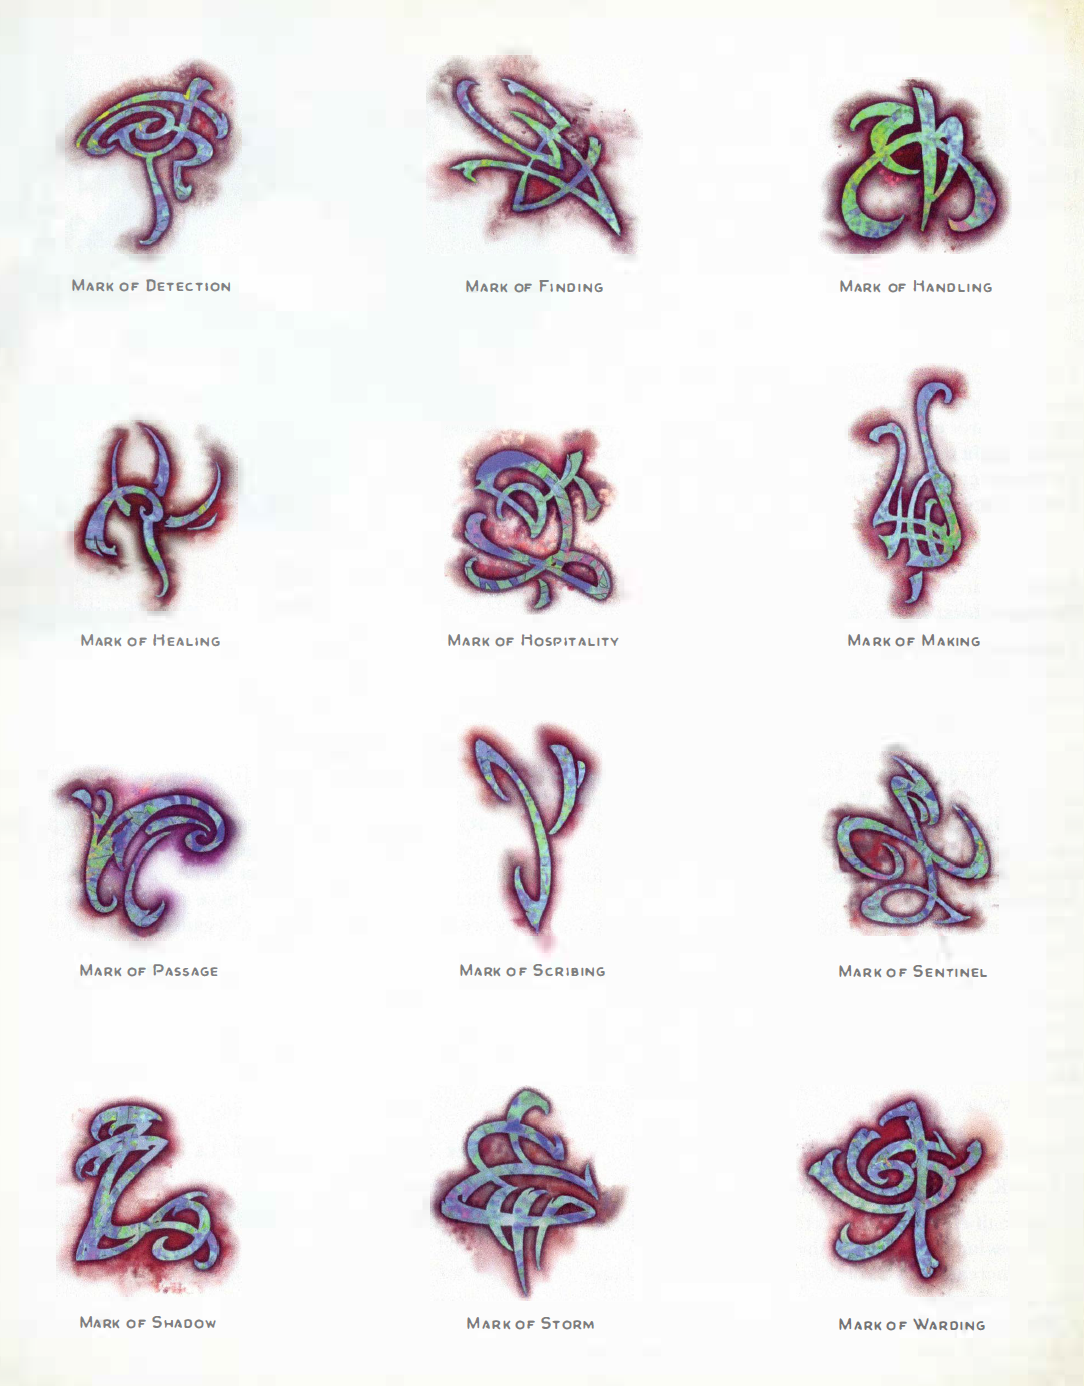 Mark of Detection
Mark of Finding
Mark of Handling
Mark of Healing
Mark of Hospitality
Mark of Making
Mark of Passage
Mark of Scribing
Mark of Sentinel
Mark of Shadow
Mark of Storm
Mark of Warding